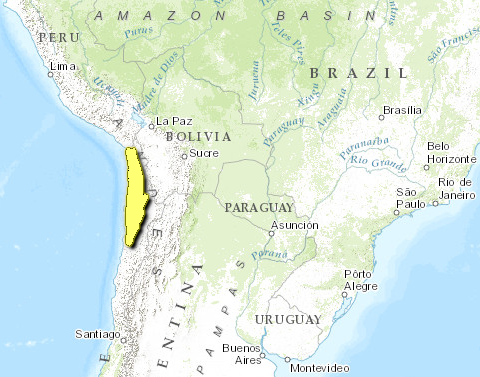 AMAZON BASIN
PERU
Purus
Teles Pires
São Francisco
Lima
Ucayali
Madre de Dios
Juruena
Xingu
Araguaia
BRAZIL
La Paz
BOLIVIA
Sucre
Paraguay
Brasília
Paranaíba
Rio Grande
Belo
Horizonte
ANDES
PARAGUAY
Asunción
São
Paulo
Rio de
Janeiro
Paraná
PAMPAS
ENTINA
Pôrto
Alegre
URUGUAY
Santiago
Buenos
Aires
Montevideo
E